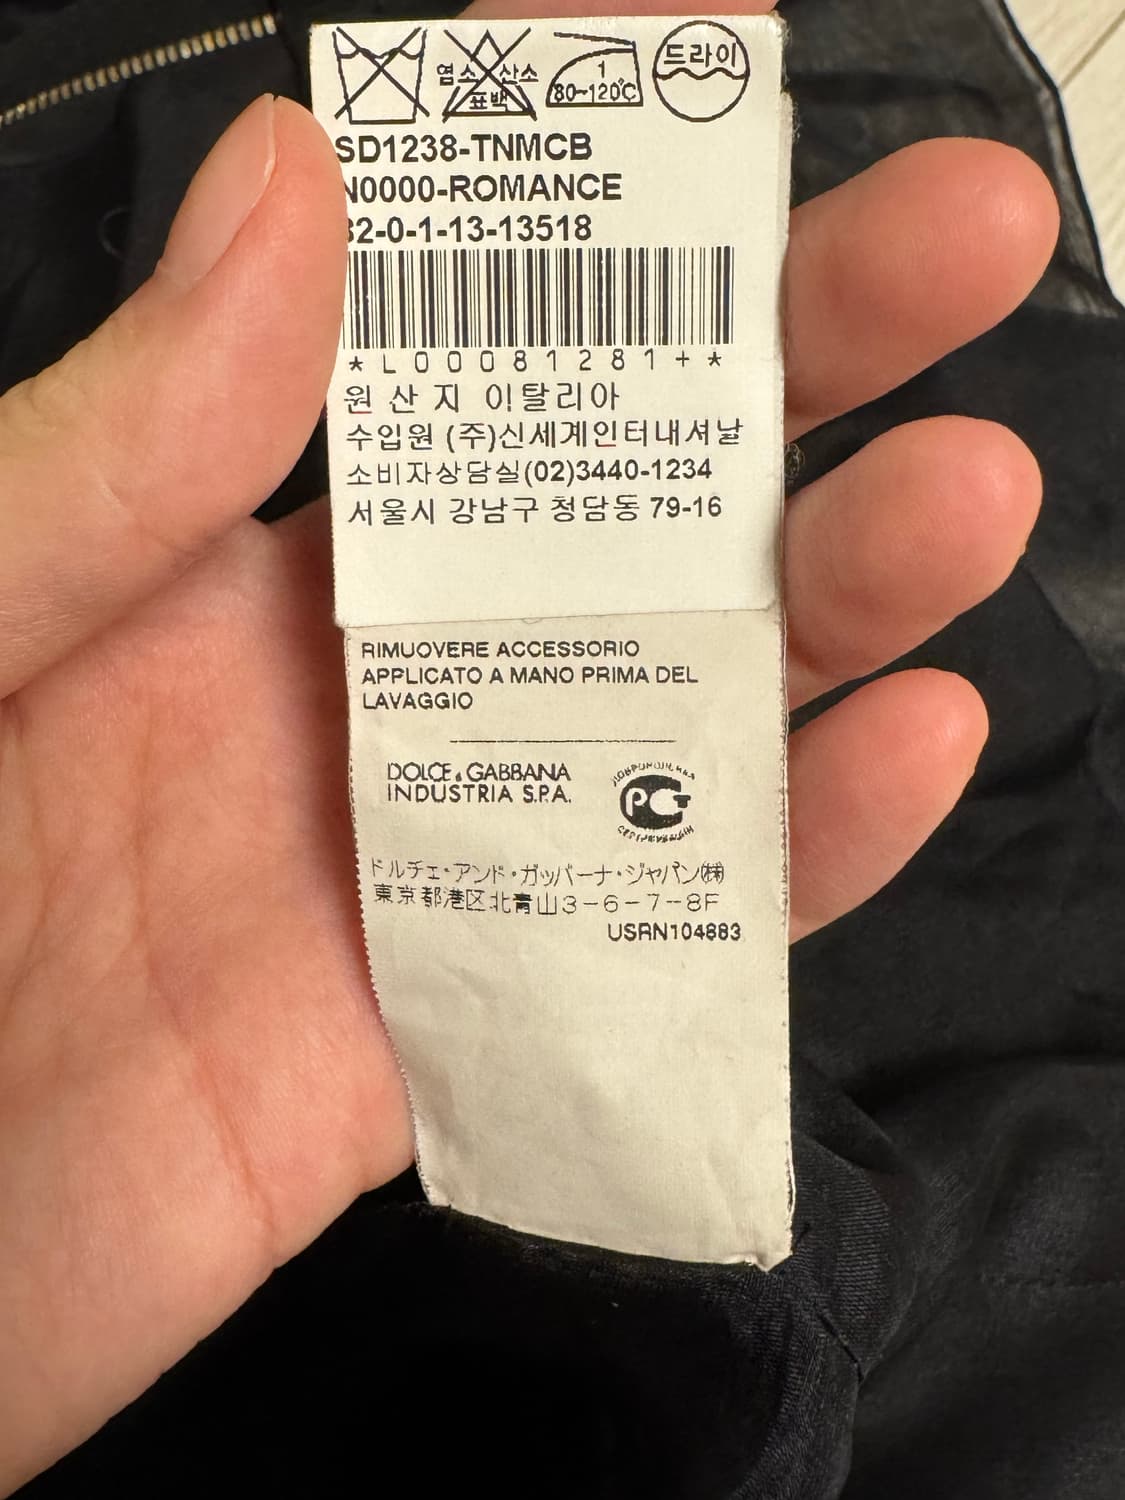 염소 산소 표백
1
80~120℃
드라이
SD1238-TNMCB
N0000-ROMANCE
32-0-1-13-13518
*L00081281+*
원산지 이탈리아
수입원 (주)신세계인터내셔날
소비자상담실(02)3440-1234
서울시 강남구 청담동 79-16
RIMUOVERE ACCESSORIO
APPLICATO A MANO PRIMA DEL
LAVAGGIO
DOLCE & GABBANA
INDUSTRIA S.P.A.
PCT
ドルチェ・アンド・ガッバーナ・ジャパン㈱
東京都港区北青山3-6-7-8F
USRN104883